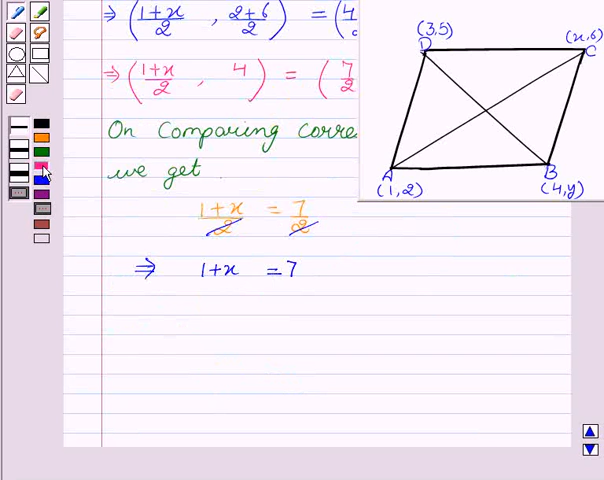 ⇒ (1+x/2 , 2+6/2) = (4
⇒ (1+x/2 , 4) = (7/2
On Comparing corre
we get
1+x/2 = 7/2
⇒ 1+x = 7
(3,5)
D
(x,6)
C
A
(1,2)
B
(4,y)